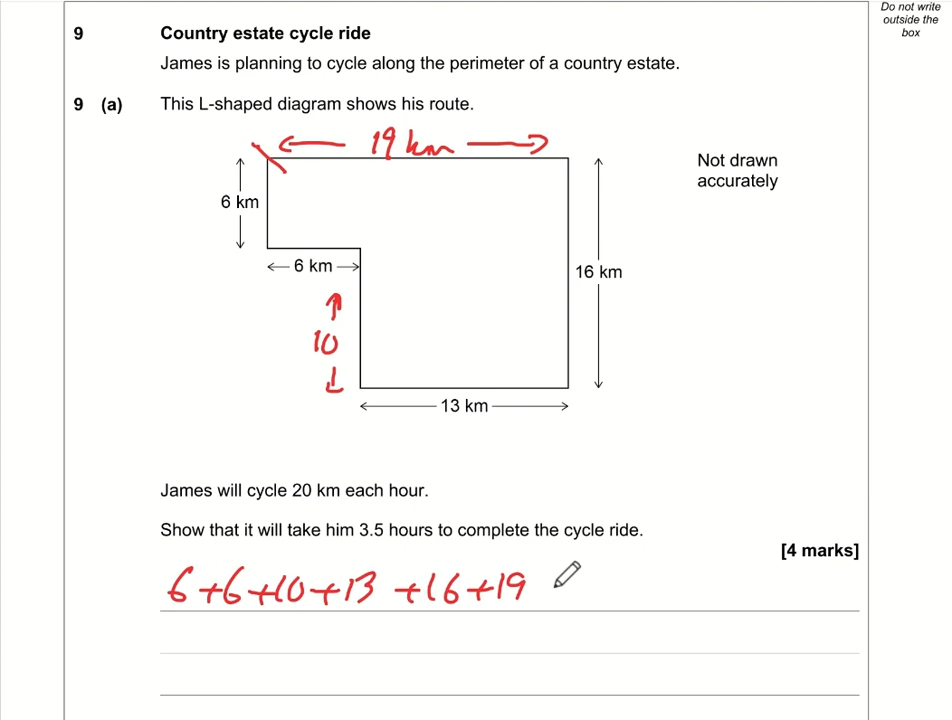 Do not write
outside the
box
9 Country estate cycle ride
James is planning to cycle along the perimeter of a country estate.
9 (a) This L-shaped diagram shows his route.
19 km
Not drawn
accurately
6 km
6 km
16 km
10
13 km
James will cycle 20 km each hour.
Show that it will take him 3.5 hours to complete the cycle ride.
[4 marks]
6+6+10+13+16+19